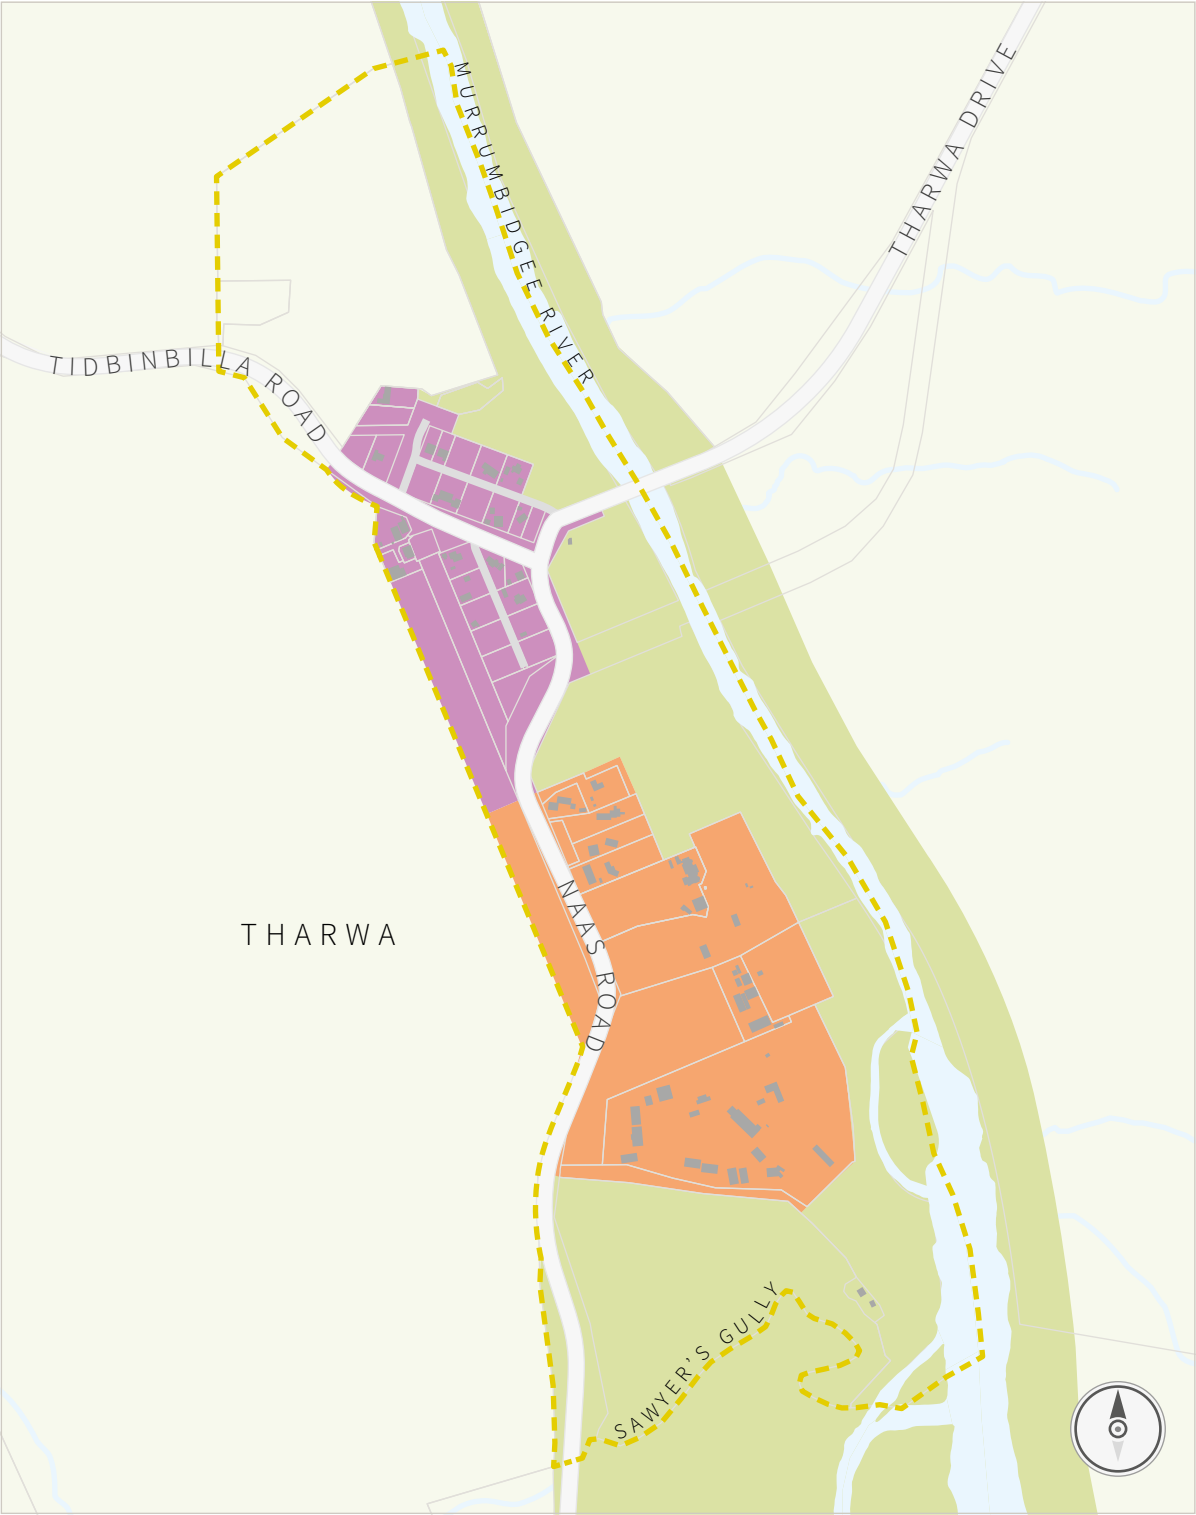 MURRUMBIDGEE RIVER
THARWA DRIVE
TIDBINBILLA ROAD
NAAS ROAD
THARWA
SAWYER'S GULLY